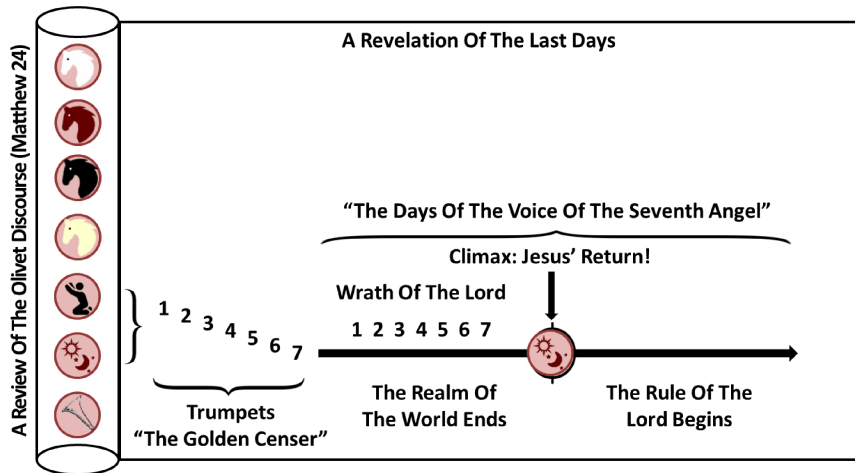 A Review Of The Olivet Discourse (Matthew 24)
A Revelation Of The Last Days
“The Days Of The Voice Of The Seventh Angel”
Climax: Jesus’ Return!
Wrath Of The Lord
1 2 3 4 5 6 7
1 2 3 4 5 6 7
The Realm Of
The World Ends
The Rule Of The
Lord Begins
Trumpets
“The Golden Censer”